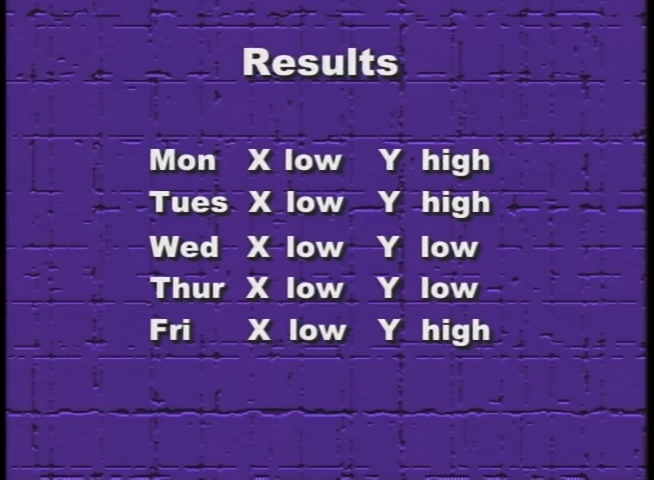 Results
Mon X low Y high
Tues X low Y high
Wed X low Y low
Thur X low Y low
Fri X low Y high